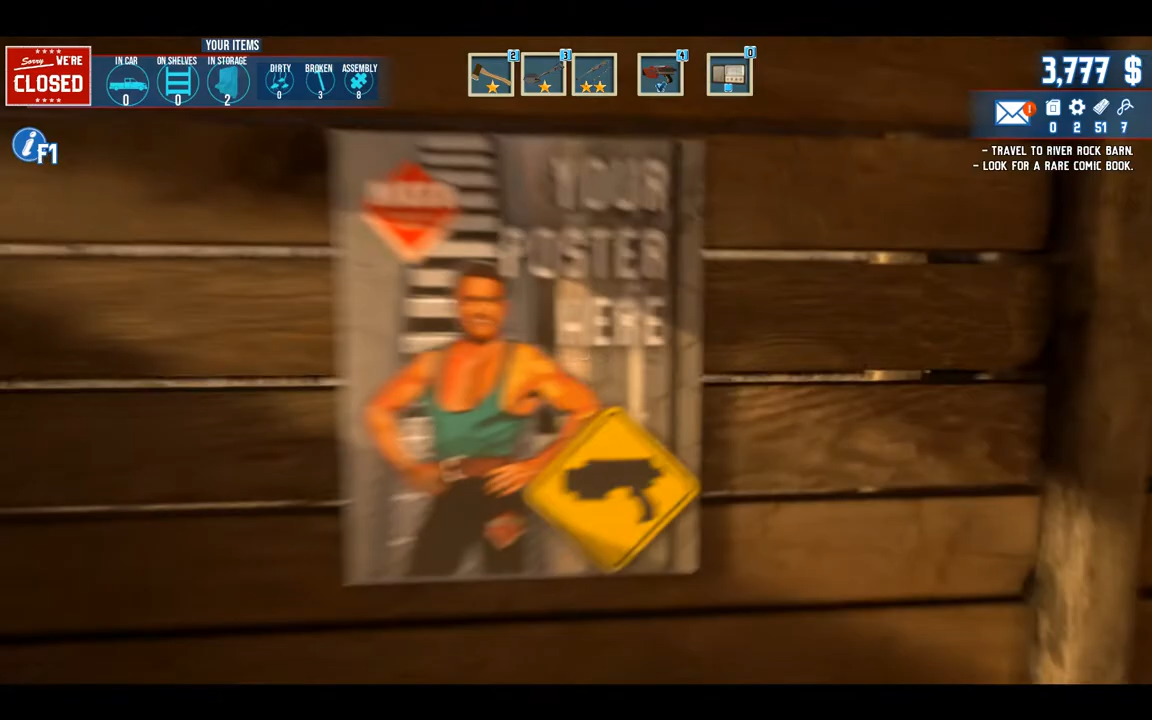 Sorry WE'RE
CLOSED
YOUR ITEMS
IN CAR
0
ON SHELVES
0
IN STORAGE
2
DIRTY
0
BROKEN
3
ASSEMBLY
8
2
3
4
0
3,777 $
!
0 2 51 7
- TRAVEL TO RIVER ROCK BARN.
- LOOK FOR A RARE COMIC BOOK.
i F1
YOUR
POSTER
HERE